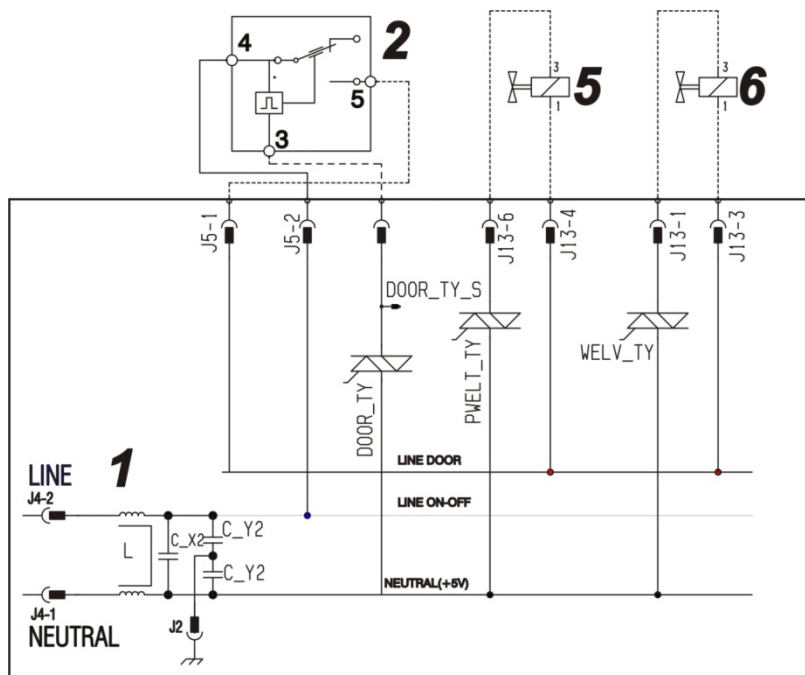 2
4
5
3
3
1
5
3
1
6
J5-1
J5-2
J13-6
J13-4
J13-1
J13-3
DOOR_TY_S
DOOR_TY
PWELT_TY
WELV_TY
LINE DOOR
LINE
1
J4-2
LINE ON-OFF
L
C_X2
C_Y2
C_Y2
NEUTRAL(+5V)
J4-1
NEUTRAL
J2